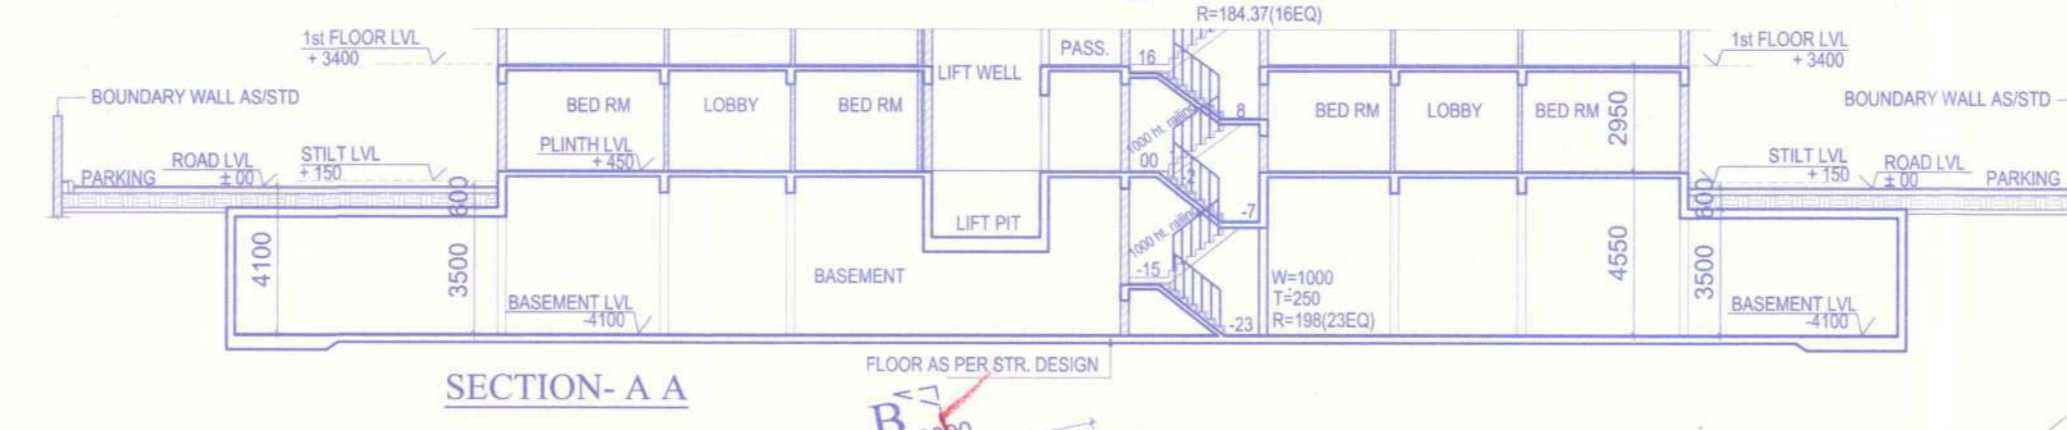 R=184.37(16EQ)
1st FLOOR LVL
+ 3400
PASS.
16
1st FLOOR LVL
+ 3400
LIFT WELL
BOUNDARY WALL AS/STD
BED RM
LOBBY
BED RM
1000 ht. railing
8
BED RM
LOBBY
BED RM
2950
BOUNDARY WALL AS/STD
PLINTH LVL
+ 450
ROAD LVL
± 00
STILT LVL
+ 150
00
2
STILT LVL
+ 150
ROAD LVL
± 00
PARKING
PARKING
600
600
LIFT PIT
-7
1000 ht. railing
4100
3500
BASEMENT
-15
W=1000
T=250
R=198(23EQ)
4550
3500
BASEMENT LVL
-4100
-23
BASEMENT LVL
-4100
FLOOR AS PER STR. DESIGN
SECTION- A A
B